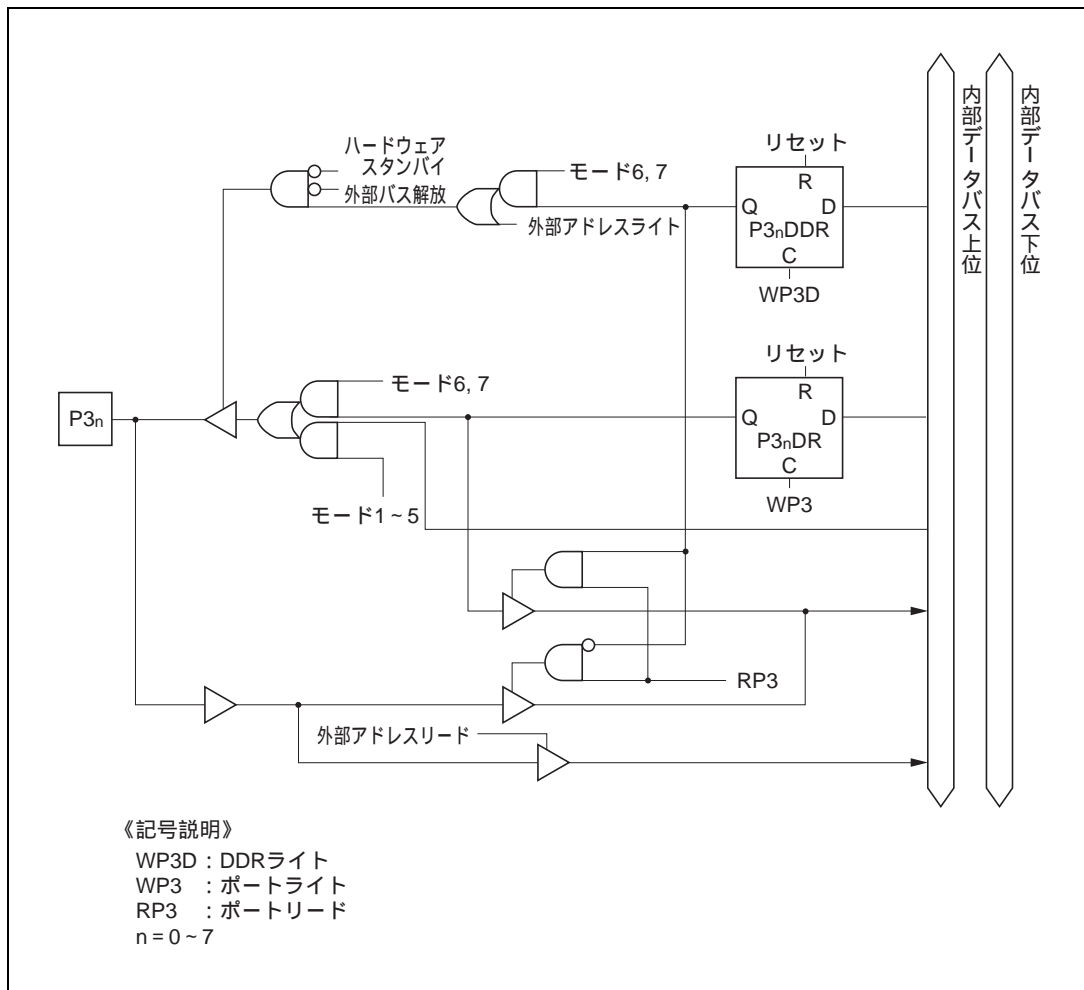 ハードウェア
スタンバイ
外部バス解放
モード6, 7
外部アドレスライト
リセット
R
Q D
P3nDDR
C
WP3D
内部データバス上位
内部データバス下位
リセット
R
Q D
P3nDR
C
WP3
P3n
モード6, 7
モード1~5
RP3
外部アドレスリード
《記号説明》
WP3D : DDRライト
WP3 : ポートライト
RP3 : ポートリード
n = 0 ~ 7